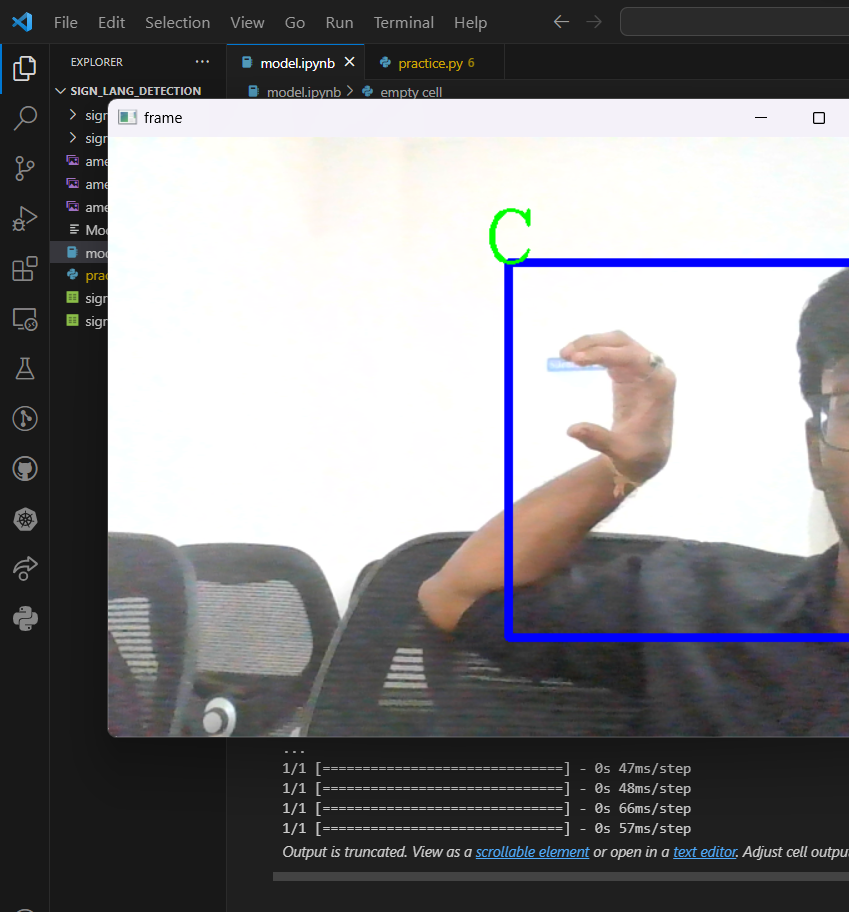 File Edit Selection View Go Run Terminal Help
EXPLORER ...
model.ipynb practice.py 6
SIGN_LANG_DETECTION
model.ipynb > empty cell
sign
sign
ame
ame
ame
Mod
mod
prac
sign
sign
frame
C
...
1/1 [==============================] - 0s 47ms/step
1/1 [==============================] - 0s 48ms/step
1/1 [==============================] - 0s 66ms/step
1/1 [==============================] - 0s 57ms/step
Output is truncated. View as a scrollable element or open in a text editor. Adjust cell output